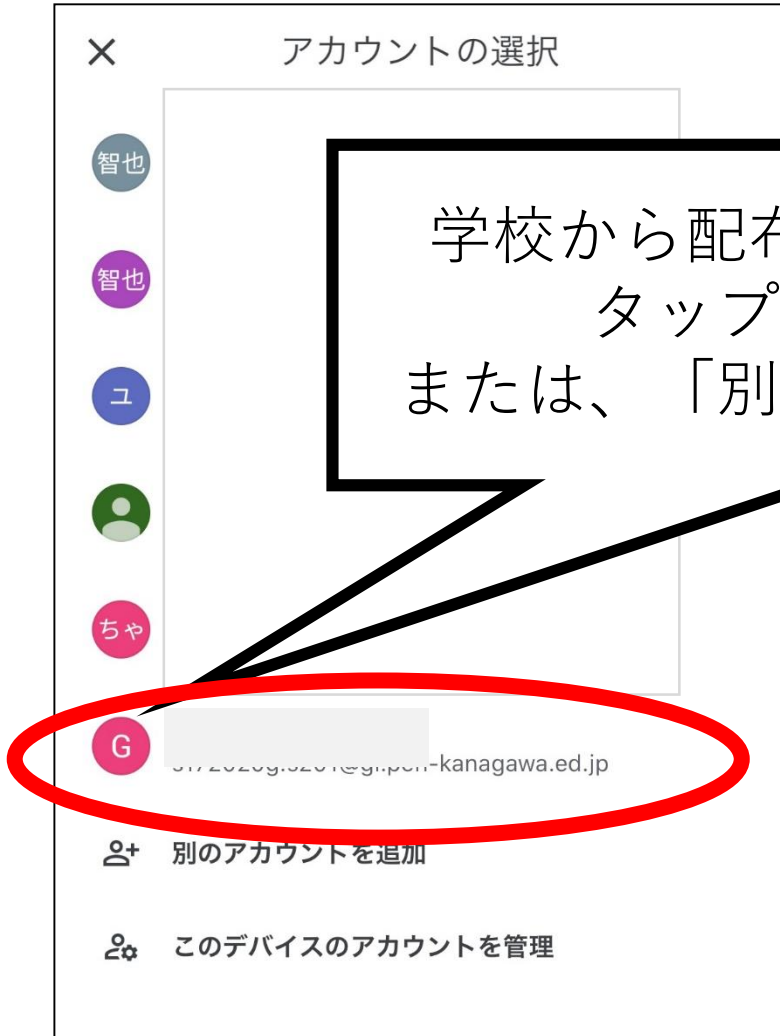 アカウントの選択
智也
学校から配
智也
タップ
ユ
または、「別
ちゃ
G
-kanagawa.ed.jp
別のアカウントを追加
このデバイスのアカウントを管理